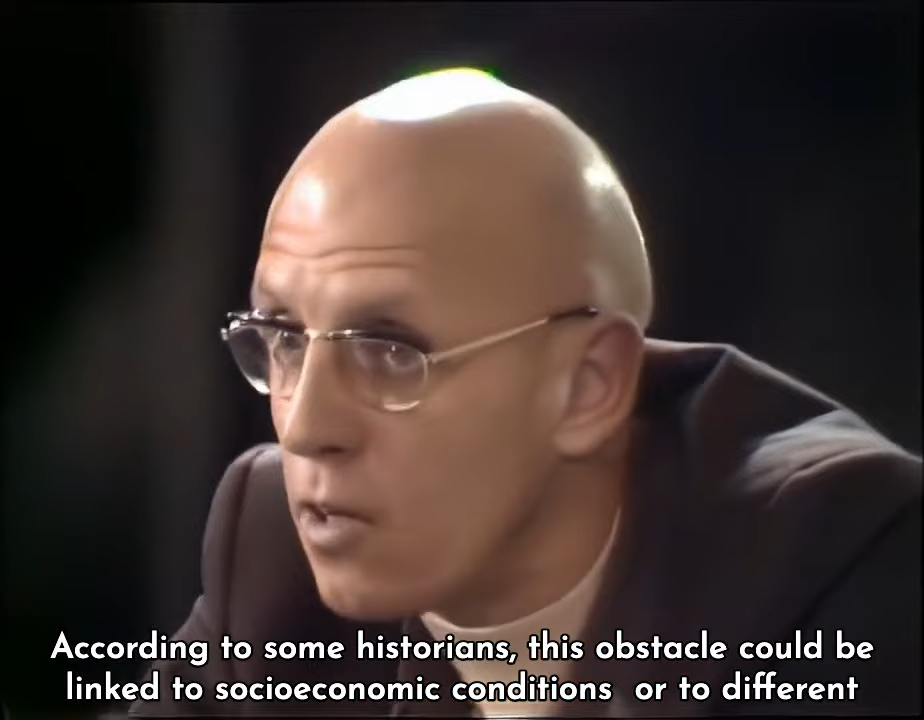 According to some historians, this obstacle could be
linked to socioeconomic conditions  or to different